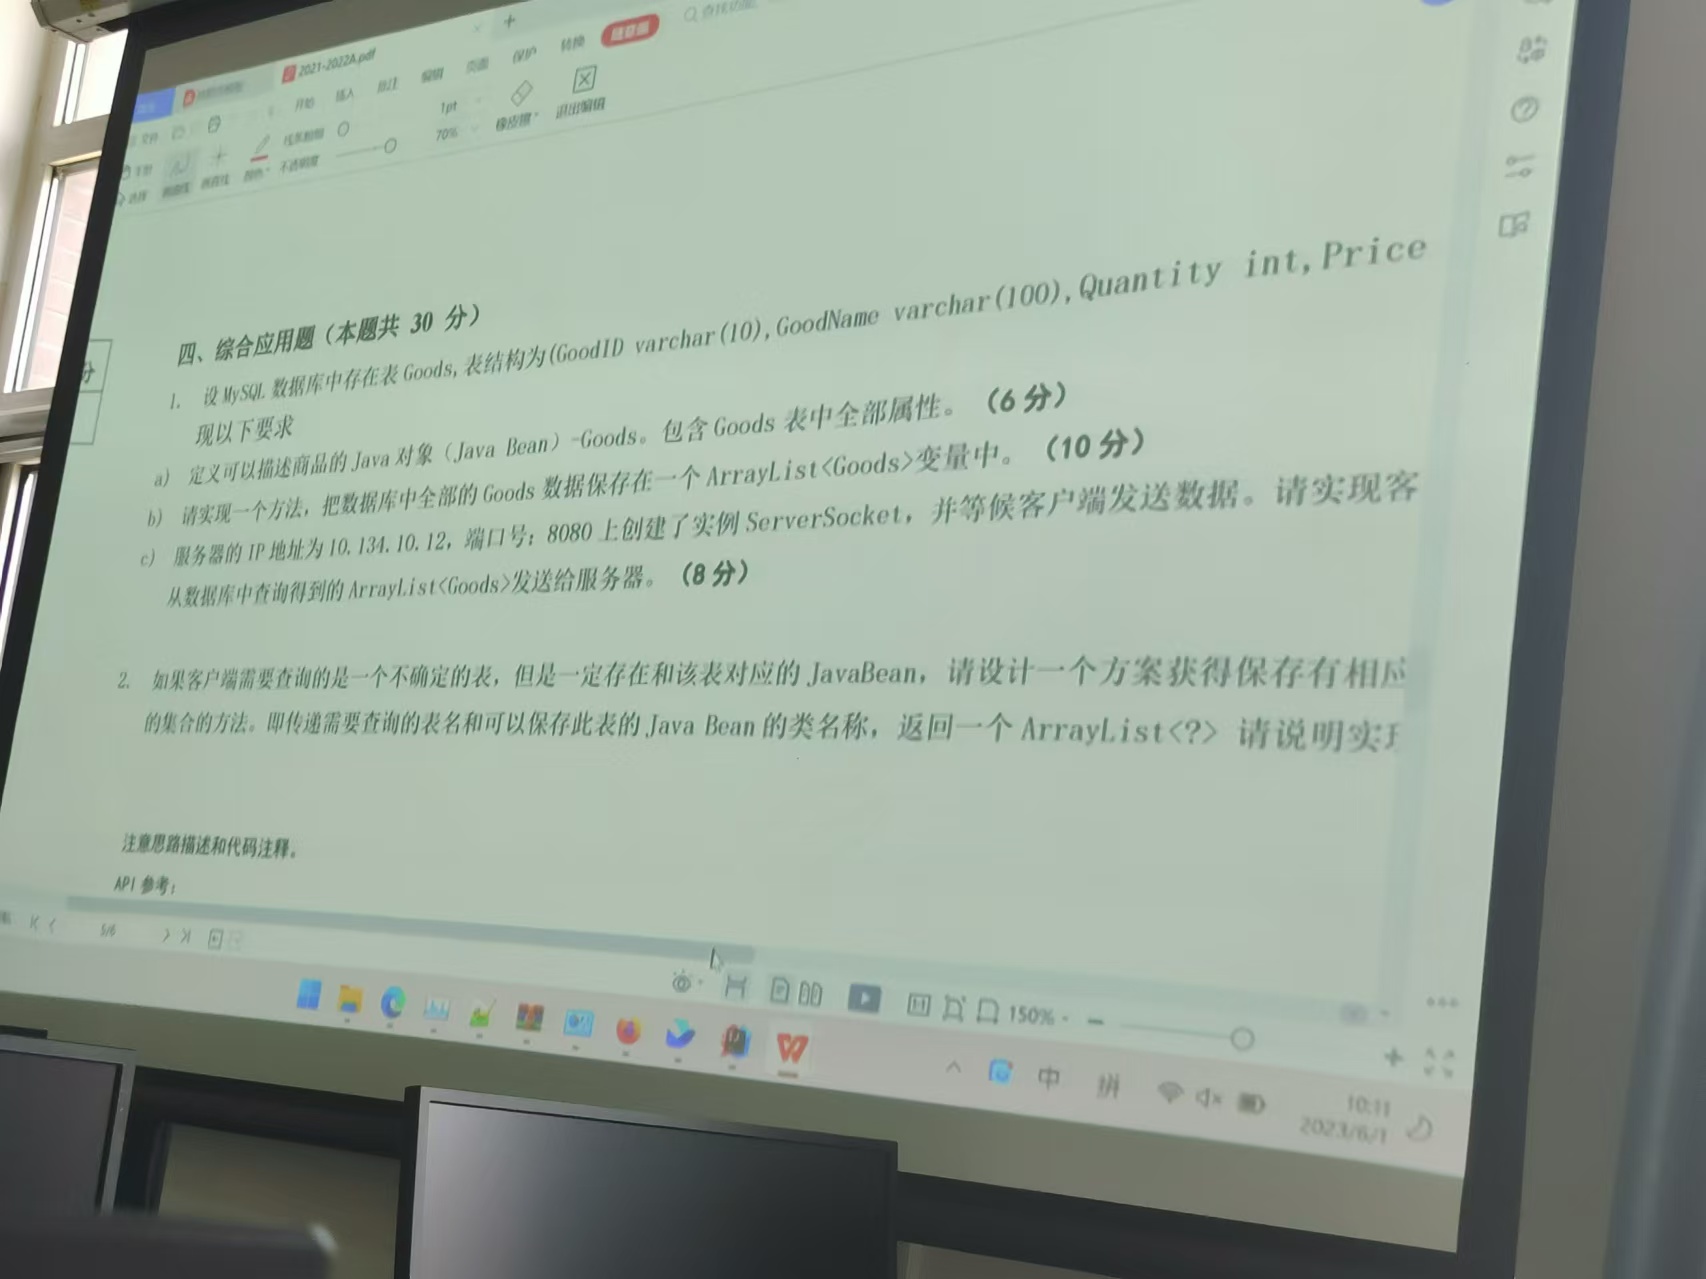 2021-2022A.pdf
+
开始 插入 批注 编辑 页面 保护 转换
文件
1pt
70%
不透明度
橡皮擦
退出编辑
选择
颜色
四、综合应用题（本题共 30 分）
1. 设 MySQL 数据库中存在表 Goods,表结构为(GoodID varchar(10),GoodName varchar(100),Quantity int,Price
现以下要求
a) 定义可以描述商品的 Java 对象（Java Bean）-Goods。包含 Goods 表中全部属性。（6 分）
b) 请实现一个方法，把数据库中全部的 Goods 数据保存在一个 ArrayList<Goods>变量中。（10 分）
c) 服务器的 IP 地址为 10.134.10.12，端口号：8080 上创建了实例 ServerSocket，并等候客户端发送数据。请实现客
从数据库中查询得到的 ArrayList<Goods>发送给服务器。（8 分）
2. 如果客户端需要查询的是一个不确定的表，但是一定存在和该表对应的 JavaBean，请设计一个方案获得保存有相应
的集合的方法。即传递需要查询的表名和可以保存此表的 Java Bean 的类名称，返回一个 ArrayList<?> 请说明实现
注意思路描述和代码注释。
API 参考：
分
5/6
150%
中 拼
10:11
2023/6/1